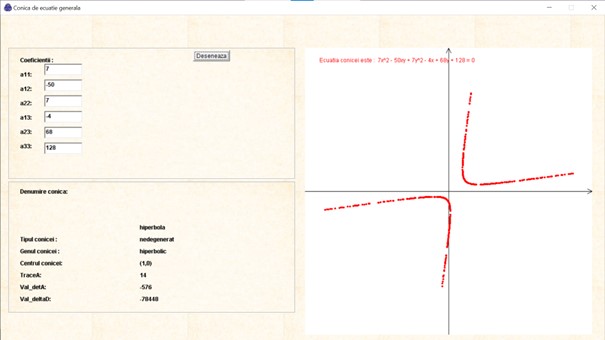 Conica de ecuatie generala
Coeficientii :
Deseneaza
a11: 7
a12: -50
a22: 7
a13: -4
a23: 68
a33: 128
Ecuatia conicei este : 7x^2 - 50xy + 7y^2 - 4x + 68y + 128 = 0
Denumire conica:
hiperbola
Tipul conicei : nedegenerat
Genul conicei : hiperbolic
Centrul conicei: (1,0)
TraceA: 14
Val_detA: -576
Val_deltaD: -78448